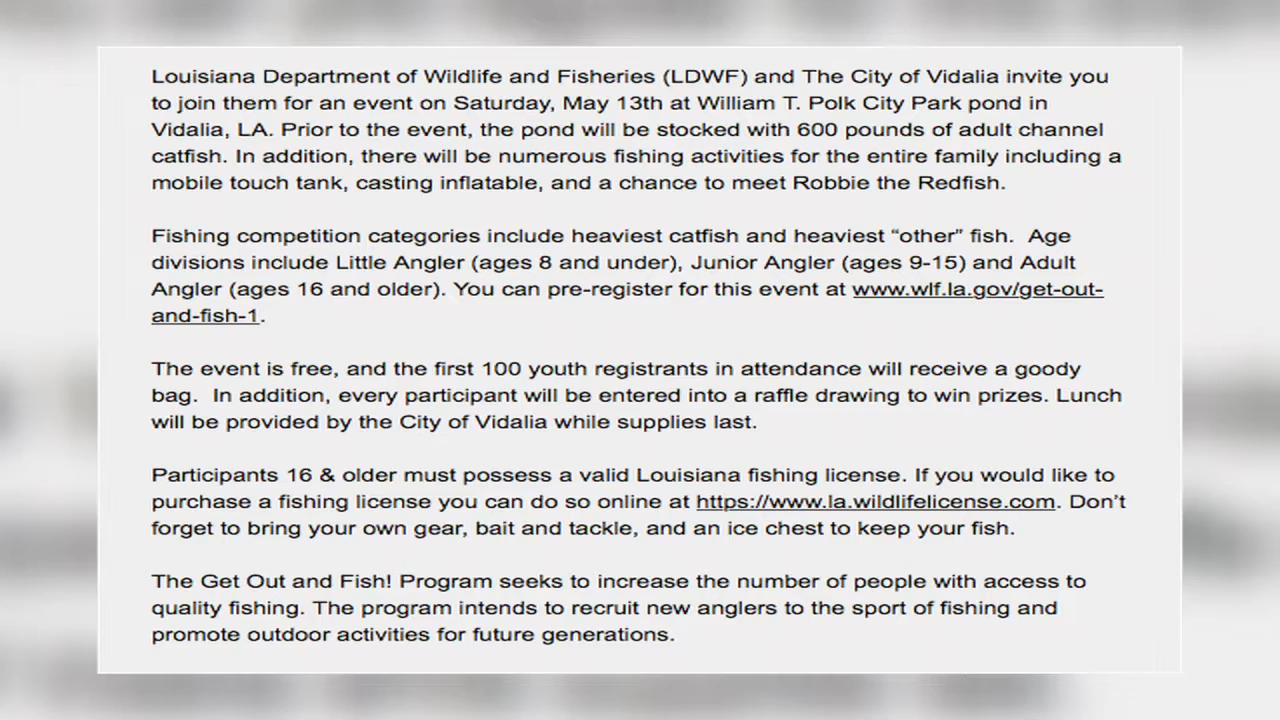 Louisiana Department of Wildlife and Fisheries (LDWF) and The City of Vidalia invite you
to join them for an event on Saturday, May 13th at William T. Polk City Park pond in
Vidalia, LA. Prior to the event, the pond will be stocked with 600 pounds of adult channel
catfish. In addition, there will be numerous fishing activities for the entire family including a
mobile touch tank, casting inflatable, and a chance to meet Robbie the Redfish.
Fishing competition categories include heaviest catfish and heaviest “other” fish.  Age
divisions include Little Angler (ages 8 and under), Junior Angler (ages 9-15) and Adult
Angler (ages 16 and older). You can pre-register for this event at www.wlf.la.gov/get-out-
and-fish-1.
The event is free, and the first 100 youth registrants in attendance will receive a goody
bag.  In addition, every participant will be entered into a raffle drawing to win prizes. Lunch
will be provided by the City of Vidalia while supplies last.
Participants 16 & older must possess a valid Louisiana fishing license. If you would like to
purchase a fishing license you can do so online at https://www.la.wildlifelicense.com. Don’t
forget to bring your own gear, bait and tackle, and an ice chest to keep your fish.
The Get Out and Fish! Program seeks to increase the number of people with access to
quality fishing. The program intends to recruit new anglers to the sport of fishing and
promote outdoor activities for future generations.